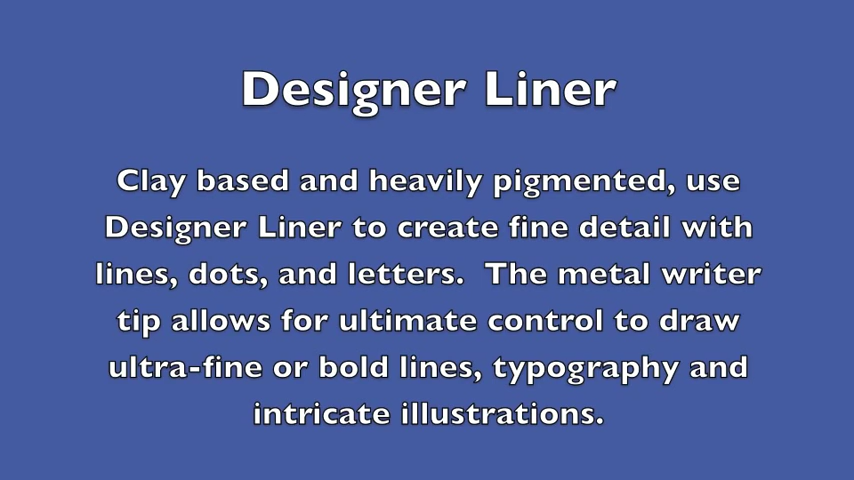 Designer Liner
Clay based and heavily pigmented, use
Designer Liner to create fine detail with
lines, dots, and letters.  The metal writer
tip allows for ultimate control to draw
ultra-fine or bold lines, typography and
intricate illustrations.